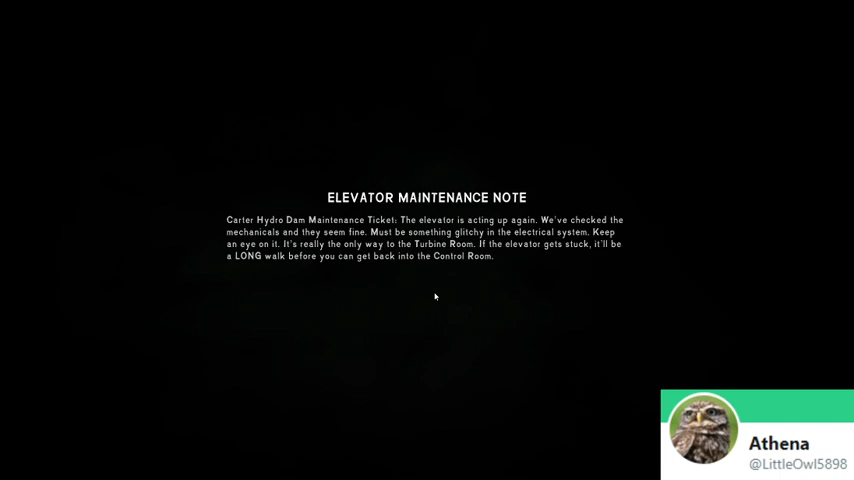 ELEVATOR MAINTENANCE NOTE
Carter Hydro Dam Maintenance Ticket: The elevator is acting up again. We've checked the
mechanicals and they seem fine. Must be something glitchy in the electrical system. Keep
an eye on it. It's really the only way to the Turbine Room. If the elevator gets stuck, it'll be
a LONG walk before you can get back into the Control Room.
Athena
@LittleOwl5898